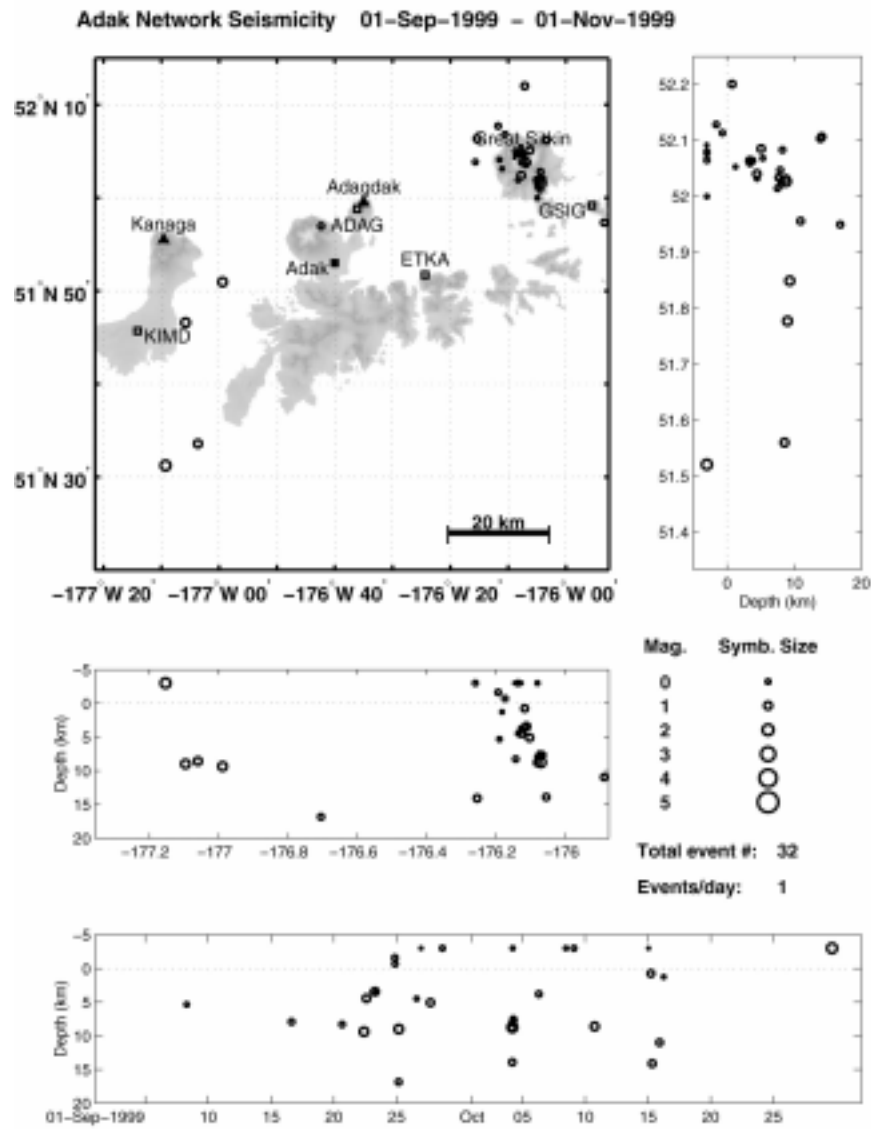 Adak Network Seismicity 01-Sep-1999 - 01-Nov-1999
52°N 10'
51°N 50'
51°N 30'
Great Sitkin
Adagdak
ADAG
GSIG
Kanaga
Adak
ETKA
KIMD
20 km
-177°W 20' -177°W 00' -176°W 40' -176°W 20' -176°W 00'
52.2
52.1
52
51.9
51.8
51.7
51.6
51.5
51.4
0 10 20
Depth (km)
-5
0
5
10
15
20
Depth (km)
-177.2 -177 -176.8 -176.6 -176.4 -176.2 -176
Mag. Symb. Size
0
1
2
3
4
5
Total event #: 32
Events/day: 1
-5
0
5
10
15
20
Depth (km)
01-Sep-1999 10 15 20 25 Oct 05 10 15 20 25